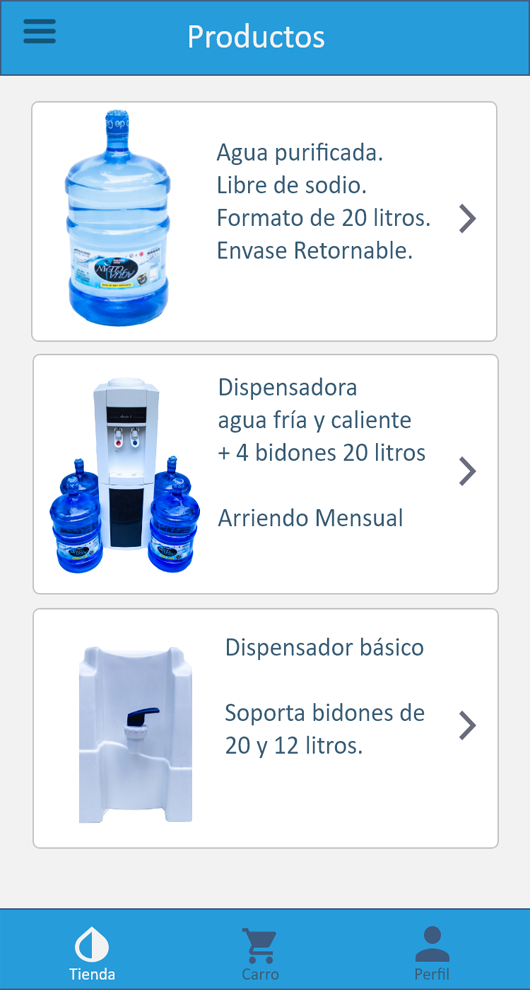 Productos
Agua purificada.
Libre de sodio.
Formato de 20 litros.
Envase Retornable.
Dispensadora
agua fría y caliente
+ 4 bidones 20 litros
Arriendo Mensual
Dispensador básico
Soporta bidones de
20 y 12 litros.
Tienda
Carro
Perfil